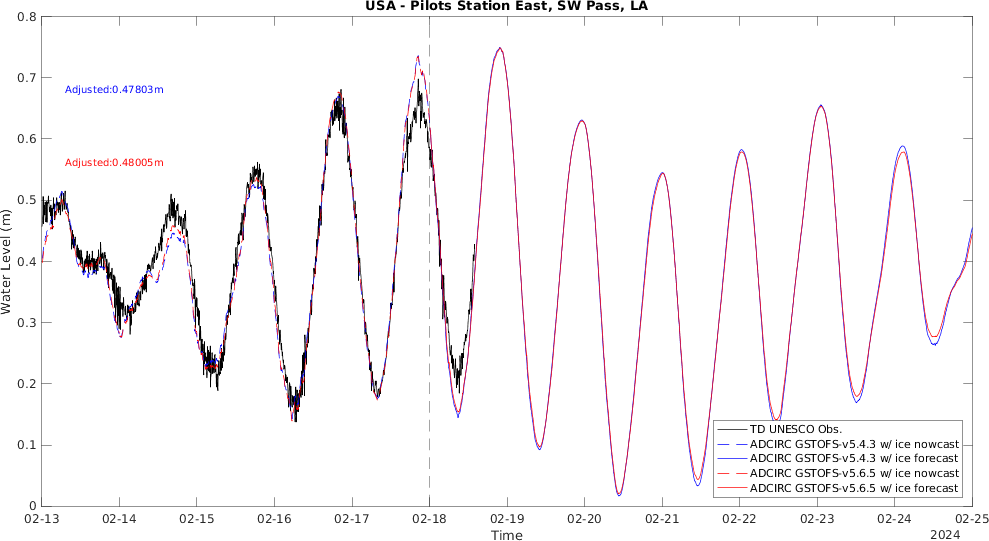 USA - Pilots Station East, SW Pass, LA
0.8
0.7
0.6
0.5
0.4
0.3
0.2
0.1
0
Water Level (m)
Adjusted:0.47803m
Adjusted:0.48005m
TD UNESCO Obs.
ADCIRC GSTOFS-v5.4.3 w/ ice nowcast
ADCIRC GSTOFS-v5.4.3 w/ ice forecast
ADCIRC GSTOFS-v5.6.5 w/ ice nowcast
ADCIRC GSTOFS-v5.6.5 w/ ice forecast
02-13 02-14 02-15 02-16 02-17 02-18 02-19 02-20 02-21 02-22 02-23 02-24 02-25
Time
2024